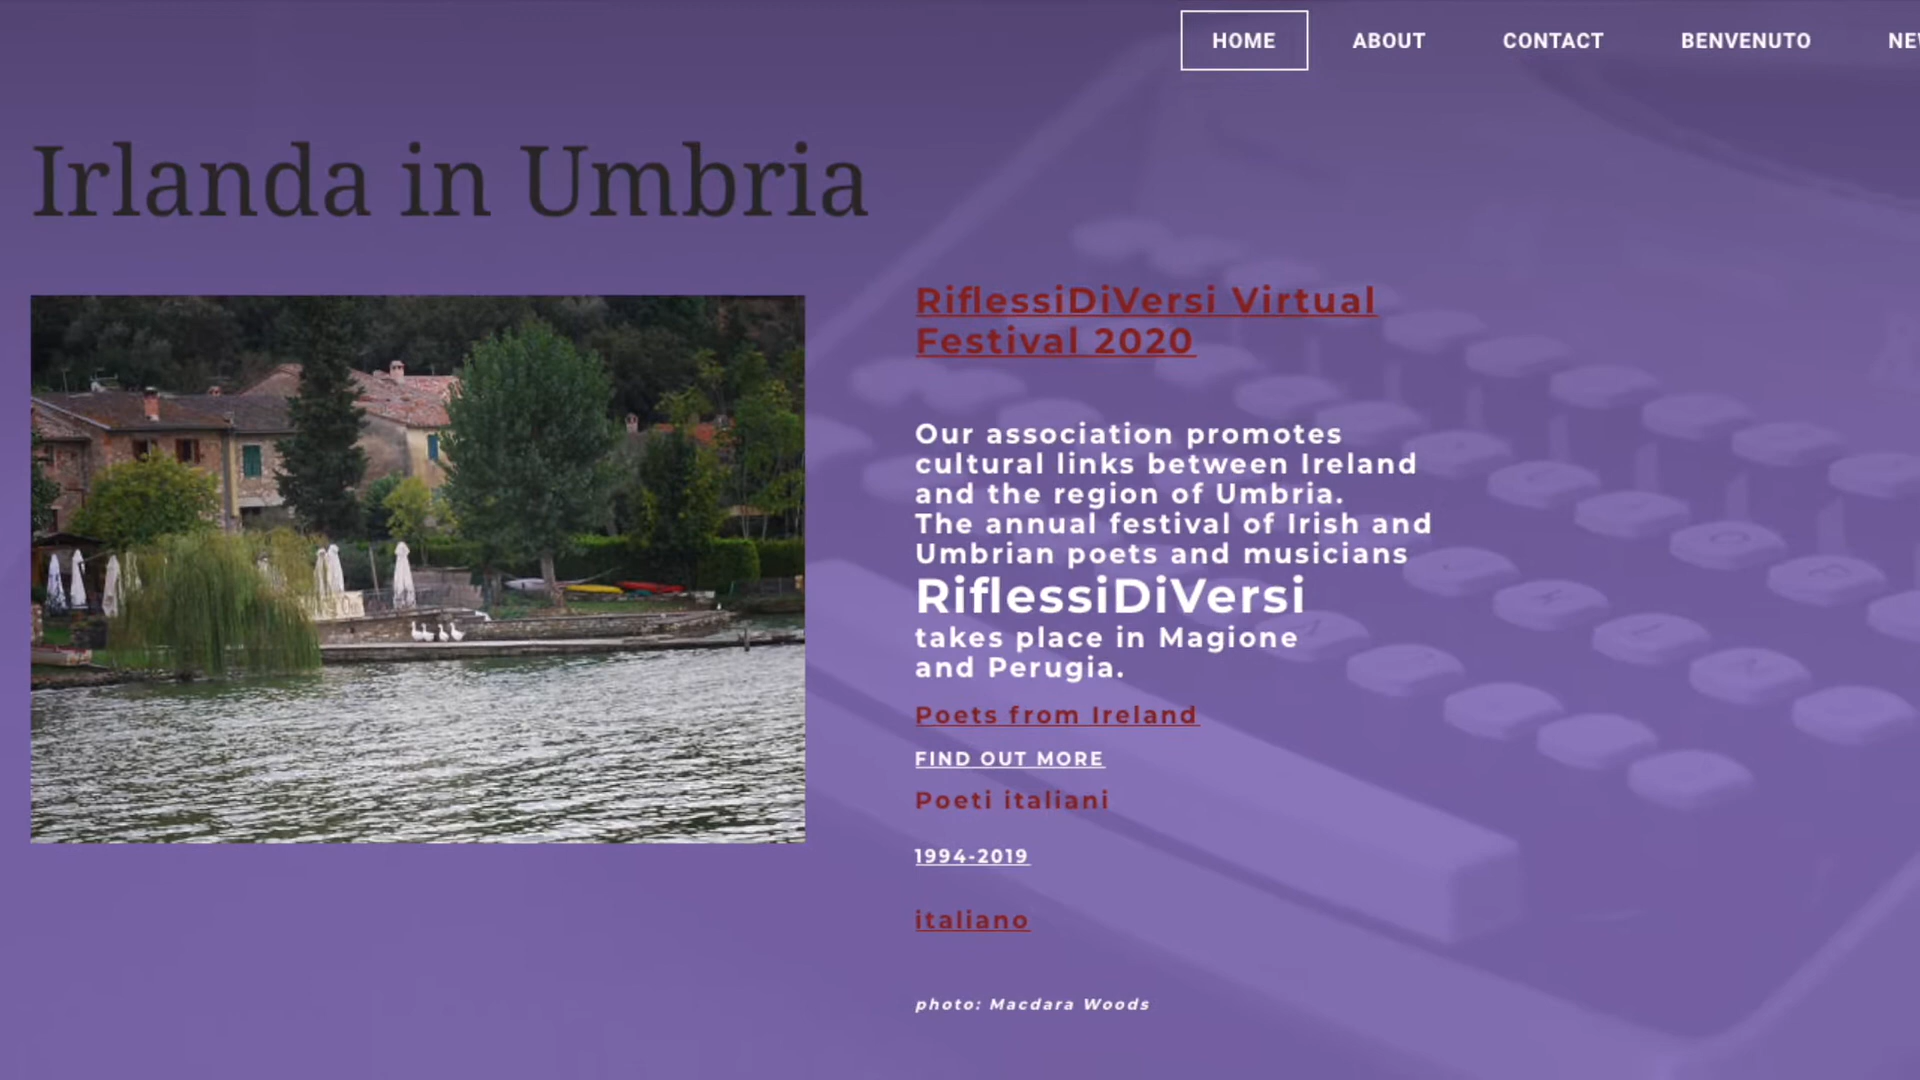 HOME ABOUT CONTACT BENVENUTO
Irlanda in Umbria
RiflessiDiVersi Virtual
Festival 2020
Our association promotes
cultural links between Ireland
and the region of Umbria.
The annual festival of Irish and
Umbrian poets and musicians
RiflessiDiVersi
takes place in Magione
and Perugia.
Poets from Ireland
FIND OUT MORE
Poeti italiani
1994-2019
italiano
photo: Macdara Woods